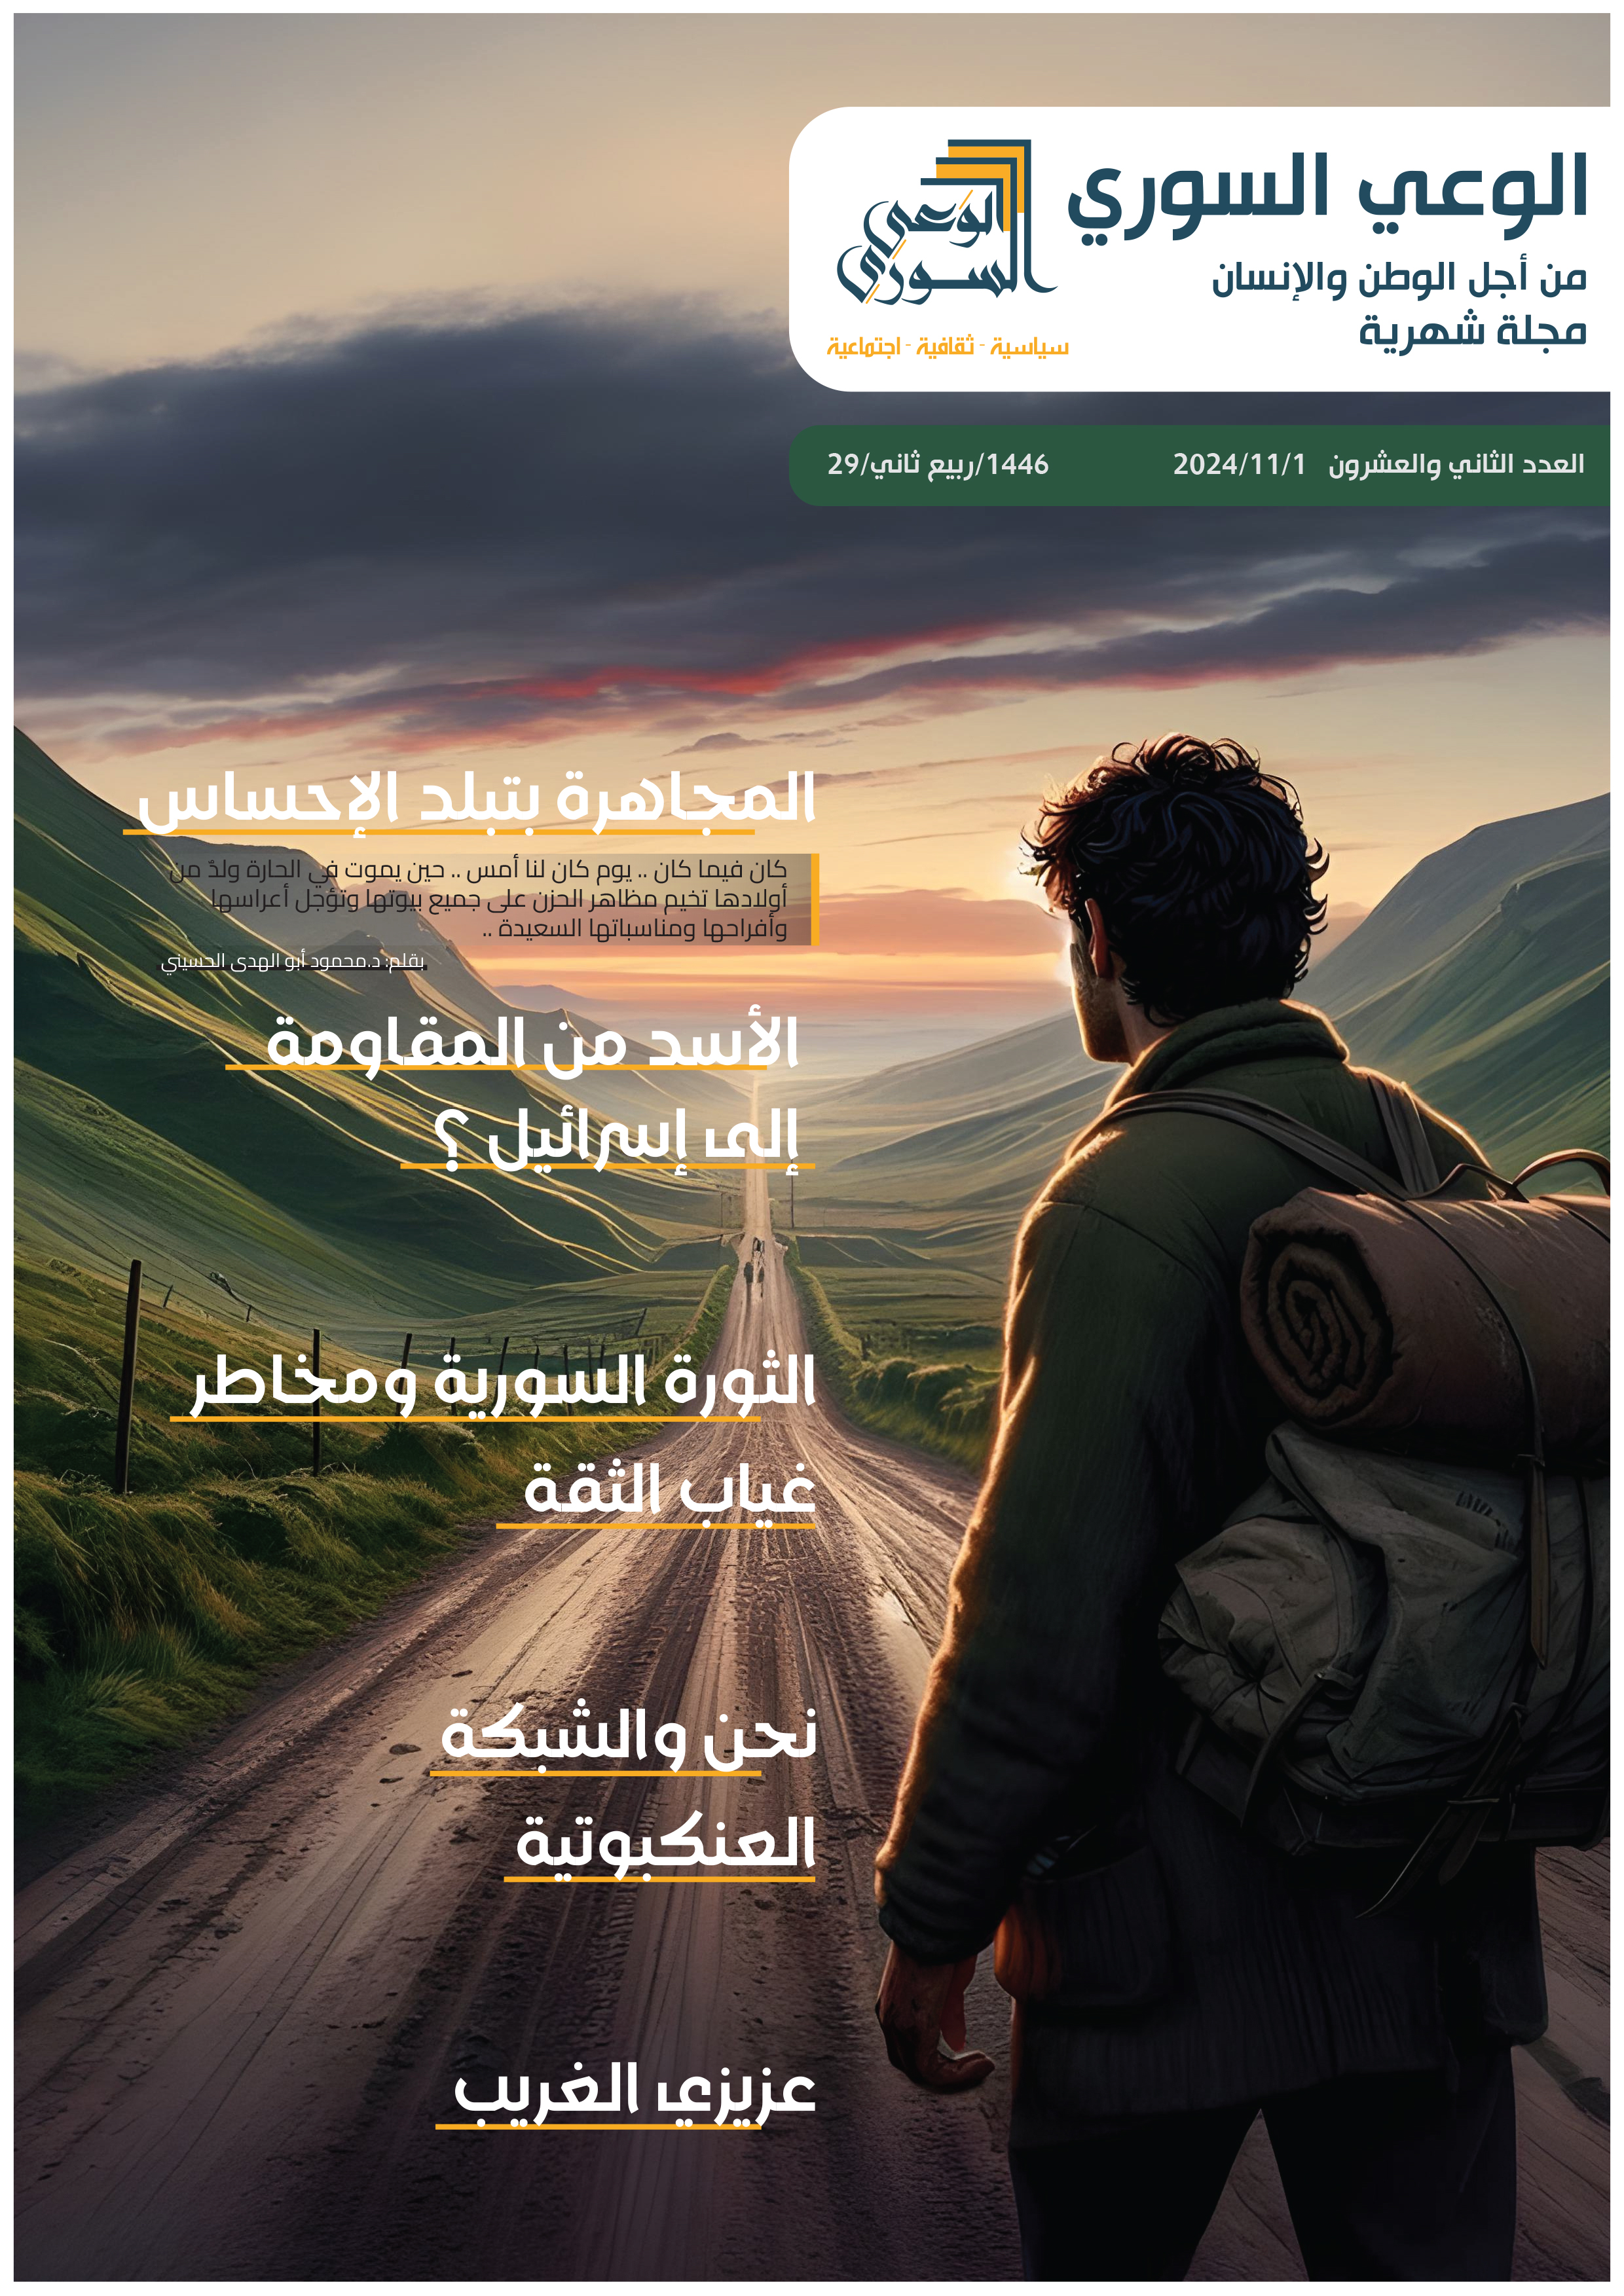 الوعي السوري
من أجل الوطن والإنسان
مجلة شهرية
الوعي
السوري
سياسية - ثقافية - اجتماعية
العدد الثاني والعشرون 2024/11/1 1446/ربيع ثاني/29
المجاهرة بتبلد الإحساس
كان فيما كان .. يوم كان لنا أمس .. حين يموت في الحارة ولدٌ من
أولادها تخيم مظاهر الحزن على جميع بيوتها وتؤجل أعراسها
وأفراحها ومناسباتها السعيدة ..
بقلم: د.محمود أبو الهدى الحسيني
الأسد من المقاومة
إلى إسرائيل ؟
الثورة السورية ومخاطر
غياب الثقة
نحن والشبكة
العنكبوتية
عزيزي الغريب